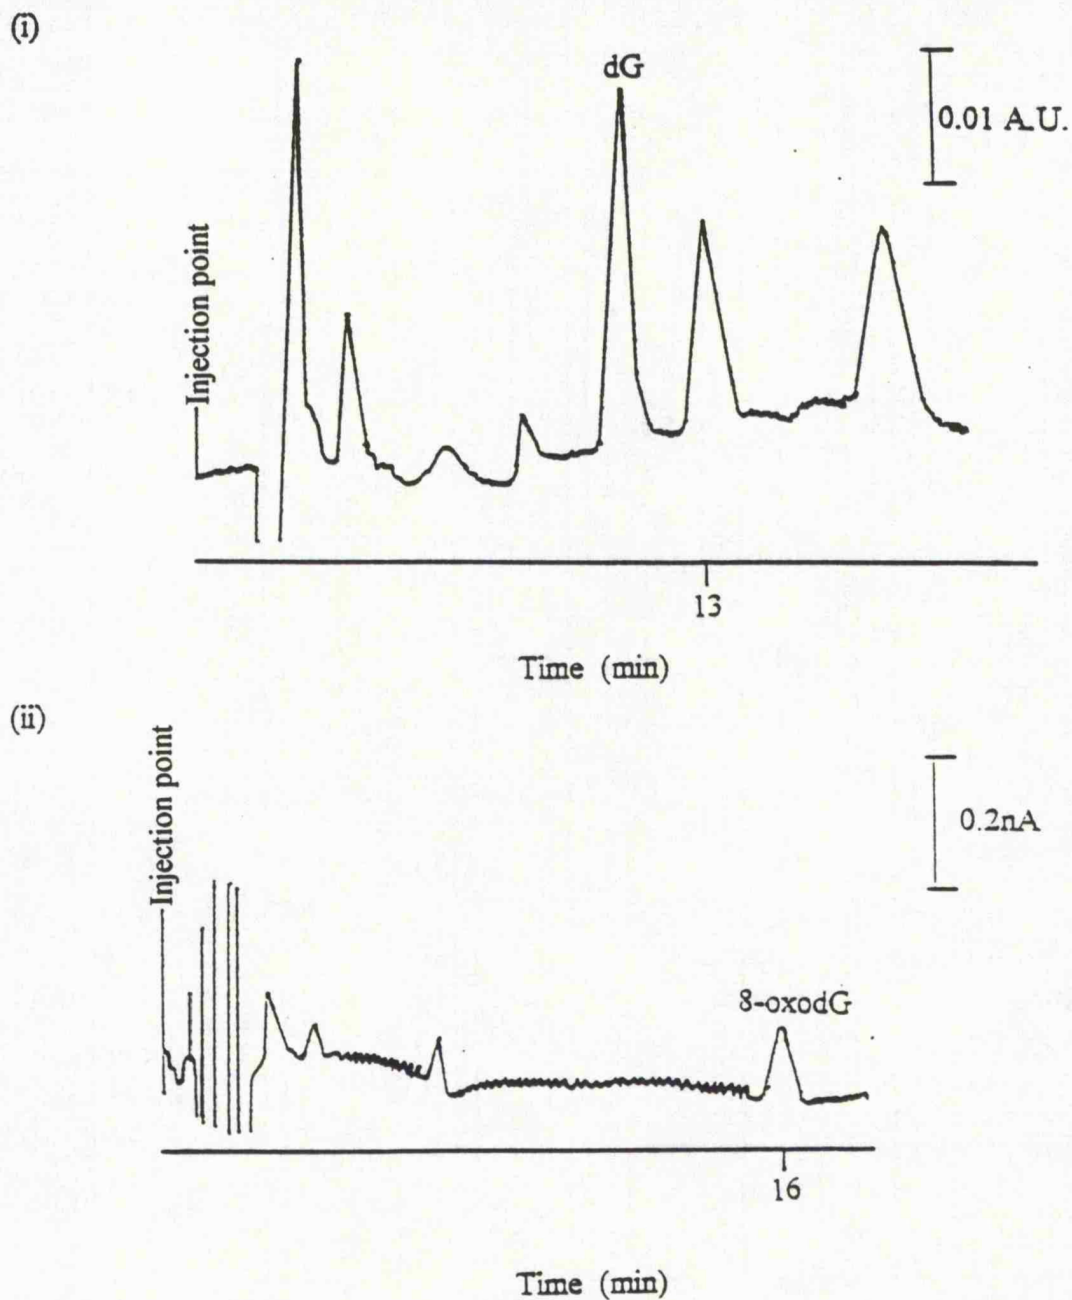 (i)
dG
0.01 A.U.
Injection point
13
Time (min)
(ii)
Injection point
0.2nA
8-oxodG
16
Time (min)